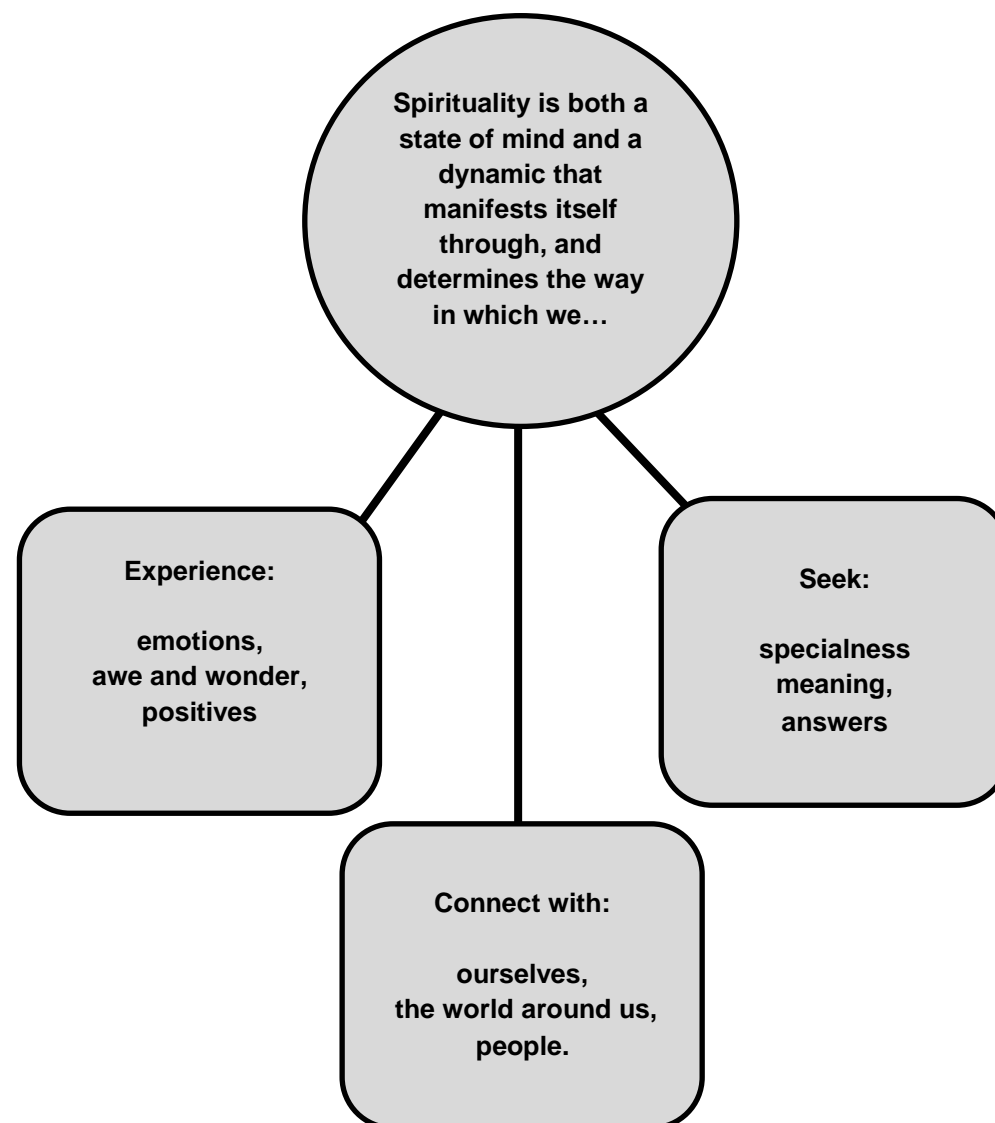 Spirituality is both a
state of mind and a
dynamic that
manifests itself
through, and
determines the way
in which we…
Experience:
emotions,
awe and wonder,
positives
Seek:
specialness
meaning,
answers
Connect with:
ourselves,
the world around us,
people.